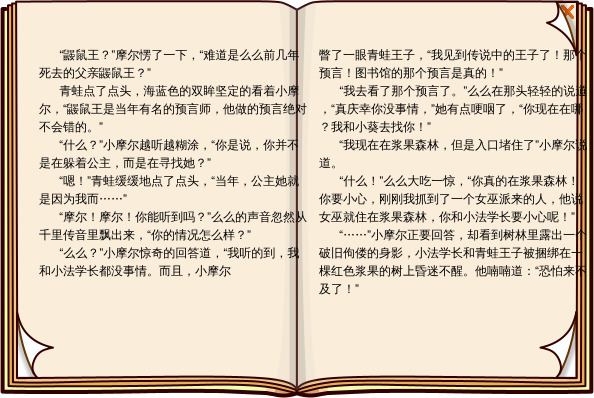 “鼹鼠王？”摩尔愣了一下，“难道是么么前几年
死去的父亲鼹鼠王？”
青蛙点了点头，海蓝色的双眸坚定的看着小摩
尔，“鼹鼠王是当年有名的预言师，他做的预言绝对
不会错的。”
“什么？”小摩尔越听越糊涂，“你是说，你并不
是在躲着公主，而是在寻找她？”
“嗯！”青蛙缓缓地点了点头，“当年，公主她就
是因为我而……”
“摩尔！摩尔！你能听到吗？”么么的声音忽然从
千里传音里飘出来，“你的情况怎么样？”
“么么？”小摩尔惊奇的回答道，“我听的到，我
和小法学长都没事情。而且，小摩尔
瞥了一眼青蛙王子，“我见到传说中的王子了！那个
预言！图书馆的那个预言是真的！”
“我去看了那个预言了。”么么在那头轻轻的说道
，“真庆幸你没事情，”她有点哽咽了，“你现在在哪
？我和小葵去找你！”
“我现在在浆果森林，但是入口堵住了”小摩尔说
道。
“什么！”么么大吃一惊，“你真的在浆果森林！
你要小心，刚刚我抓到了一个女巫派来的人，他说
女巫就住在浆果森林，你和小法学长要小心呢！”
“……”小摩尔正要回答，却看到树林里露出一个
破旧佝偻的身影，小法学长和青蛙王子被捆绑在一
棵红色浆果的树上昏迷不醒。他喃喃道：“恐怕来不
及了！”